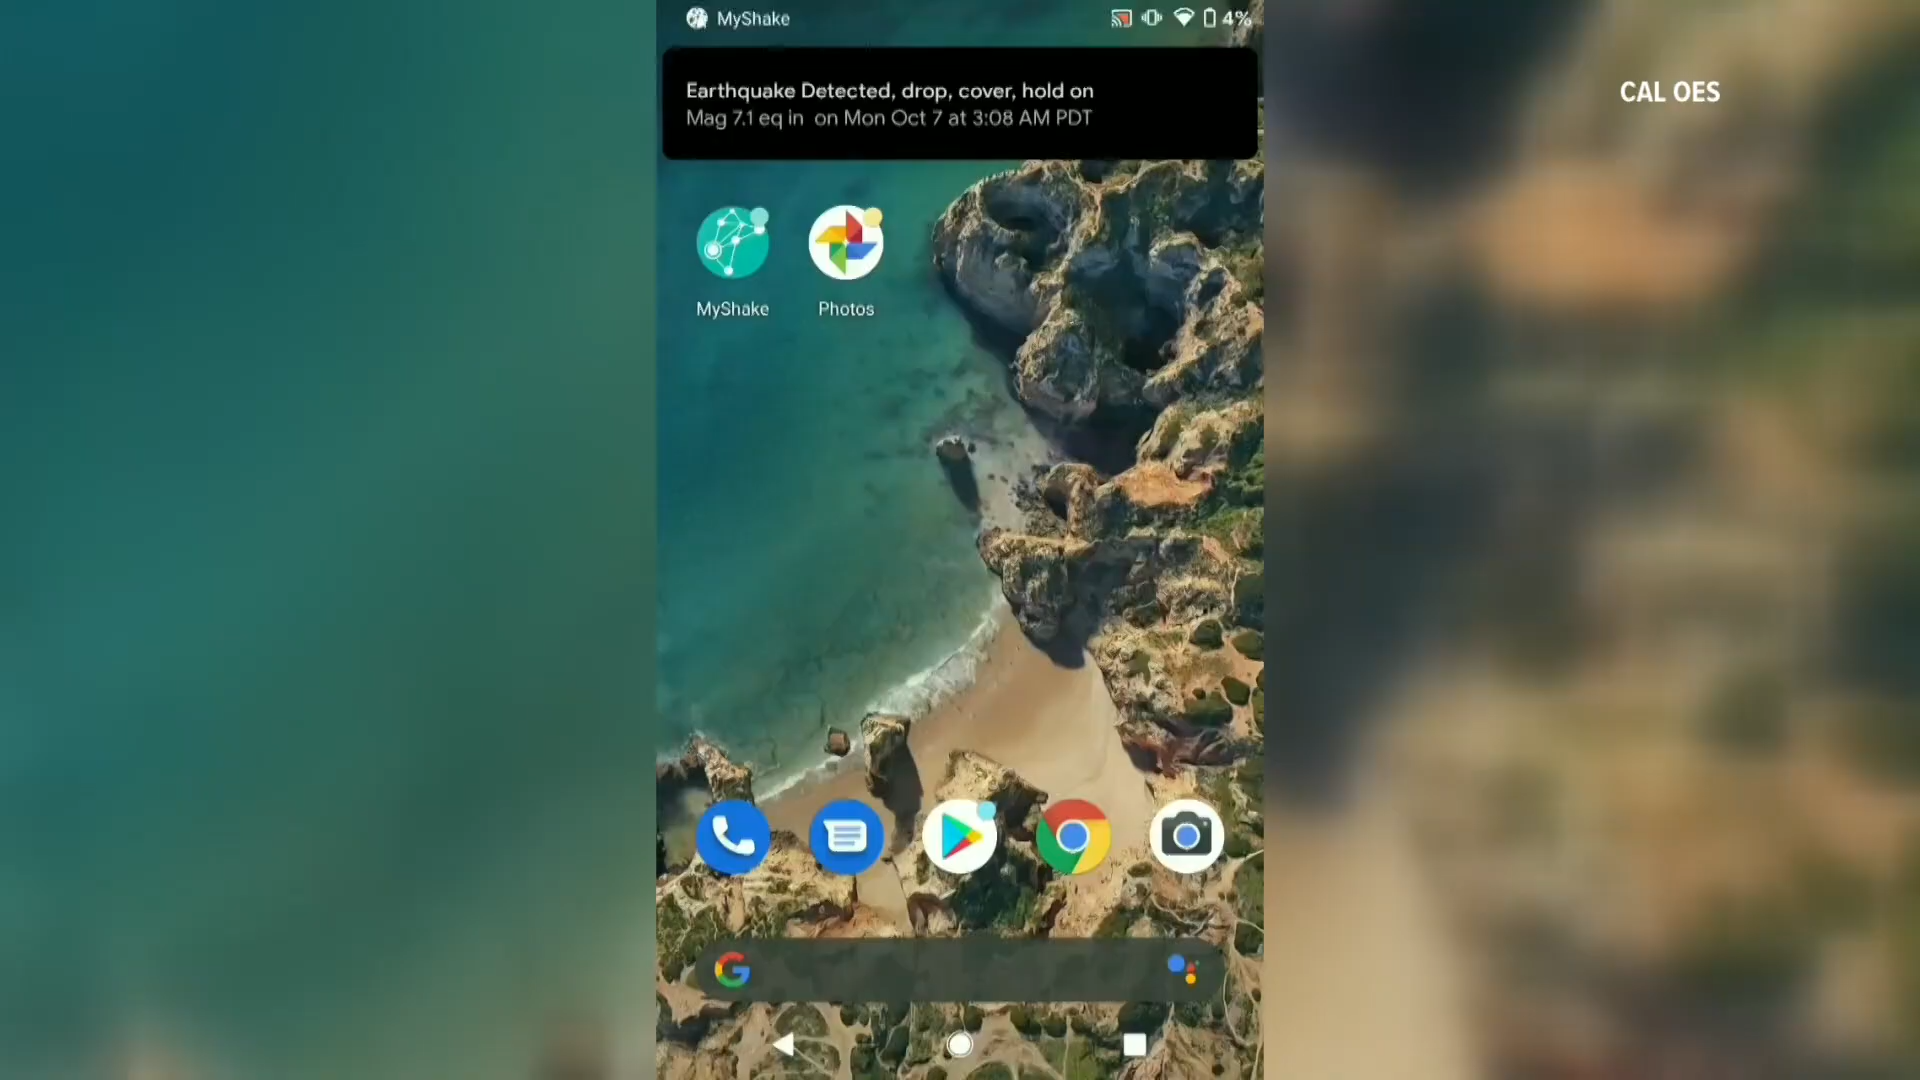 MyShake
4%
CAL OES
Earthquake Detected, drop, cover, hold on
Mag 7.1 eq in  on Mon Oct 7 at 3:08 AM PDT
MyShake
Photos